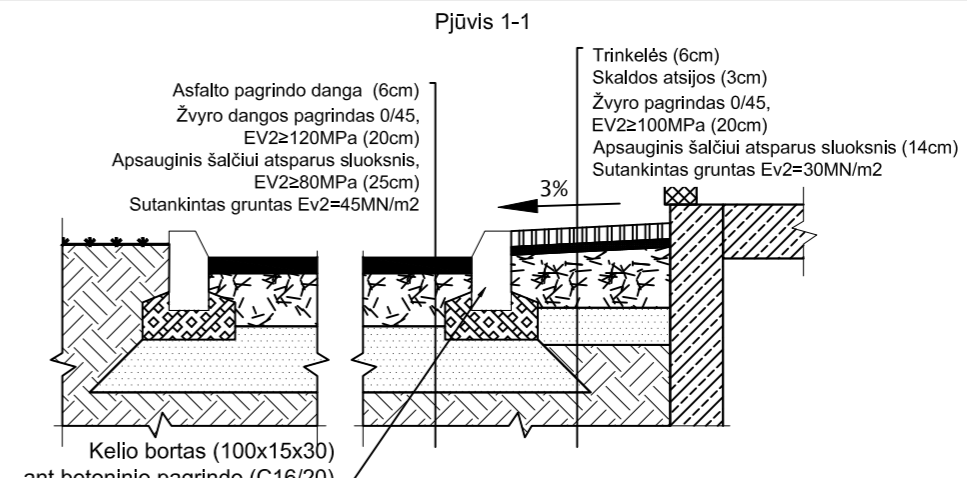 Pjūvis 1-1
Asfalto pagrindo danga (6cm)
Žvyro dangos pagrindas 0/45,
EV2≥120MPa (20cm)
Apsauginis šalčiui atsparus sluoksnis,
EV2≥80MPa (25cm)
Sutankintas gruntas Ev2=45MN/m2
Trinkelės (6cm)
Skaldos atsijos (3cm)
Žvyro pagrindas 0/45,
EV2≥100MPa (20cm)
Apsauginis šalčiui atsparus sluoksnis (14cm)
Sutankintas gruntas Ev2=30MN/m2
3%
Kelio bortas (100x15x30)
ant betoninio pagrindo (C16/20)